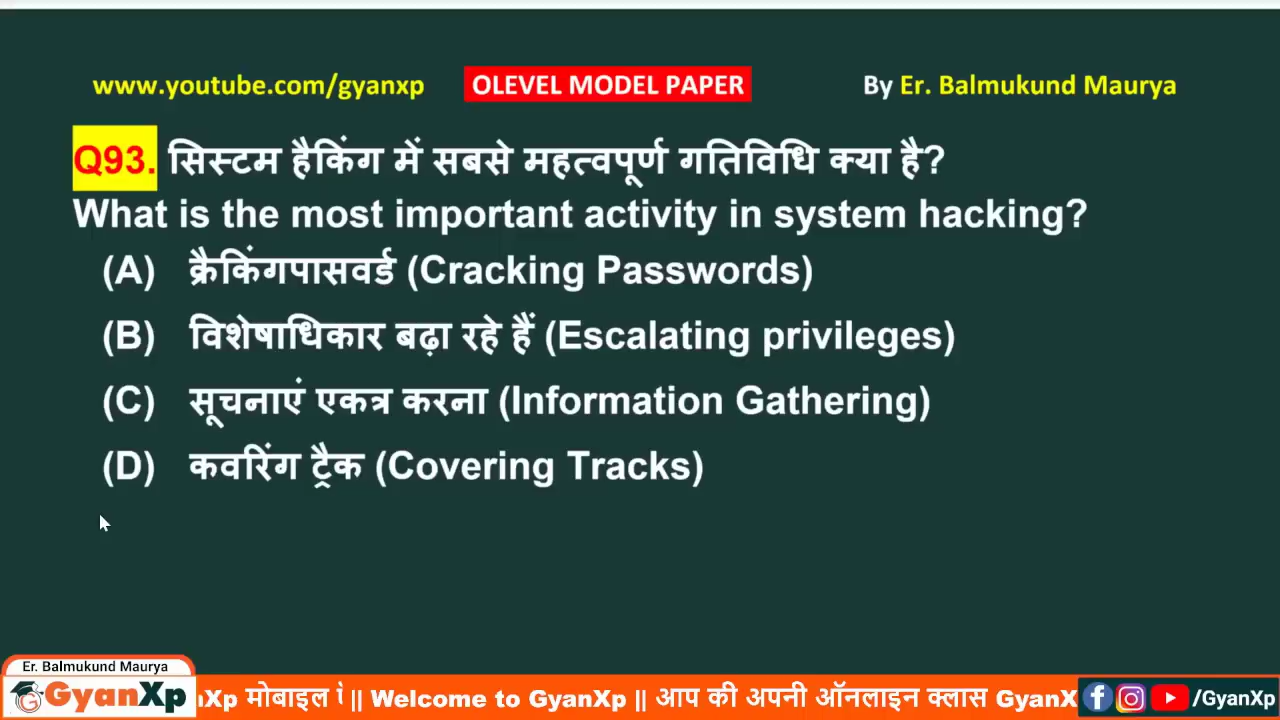 www.youtube.com/gyanxp OLEVEL MODEL PAPER By Er. Balmukund Maurya
Q93. सिस्टम हैकिंग में सबसे महत्वपूर्ण गतिविधि क्या है?
What is the most important activity in system hacking?
(A) क्रैकिंगपासवर्ड (Cracking Passwords)
(B) विशेषाधिकार बढ़ा रहे हैं (Escalating privileges)
(C) सूचनाएं एकत्र करना (Information Gathering)
(D) कवरिंग ट्रैक (Covering Tracks)
Er. Balmukund Maurya
GyanXp nXp मोबाइल || Welcome to GyanXp || आप की अपनी ऑनलाइन क्लास GyanX /GyanXp